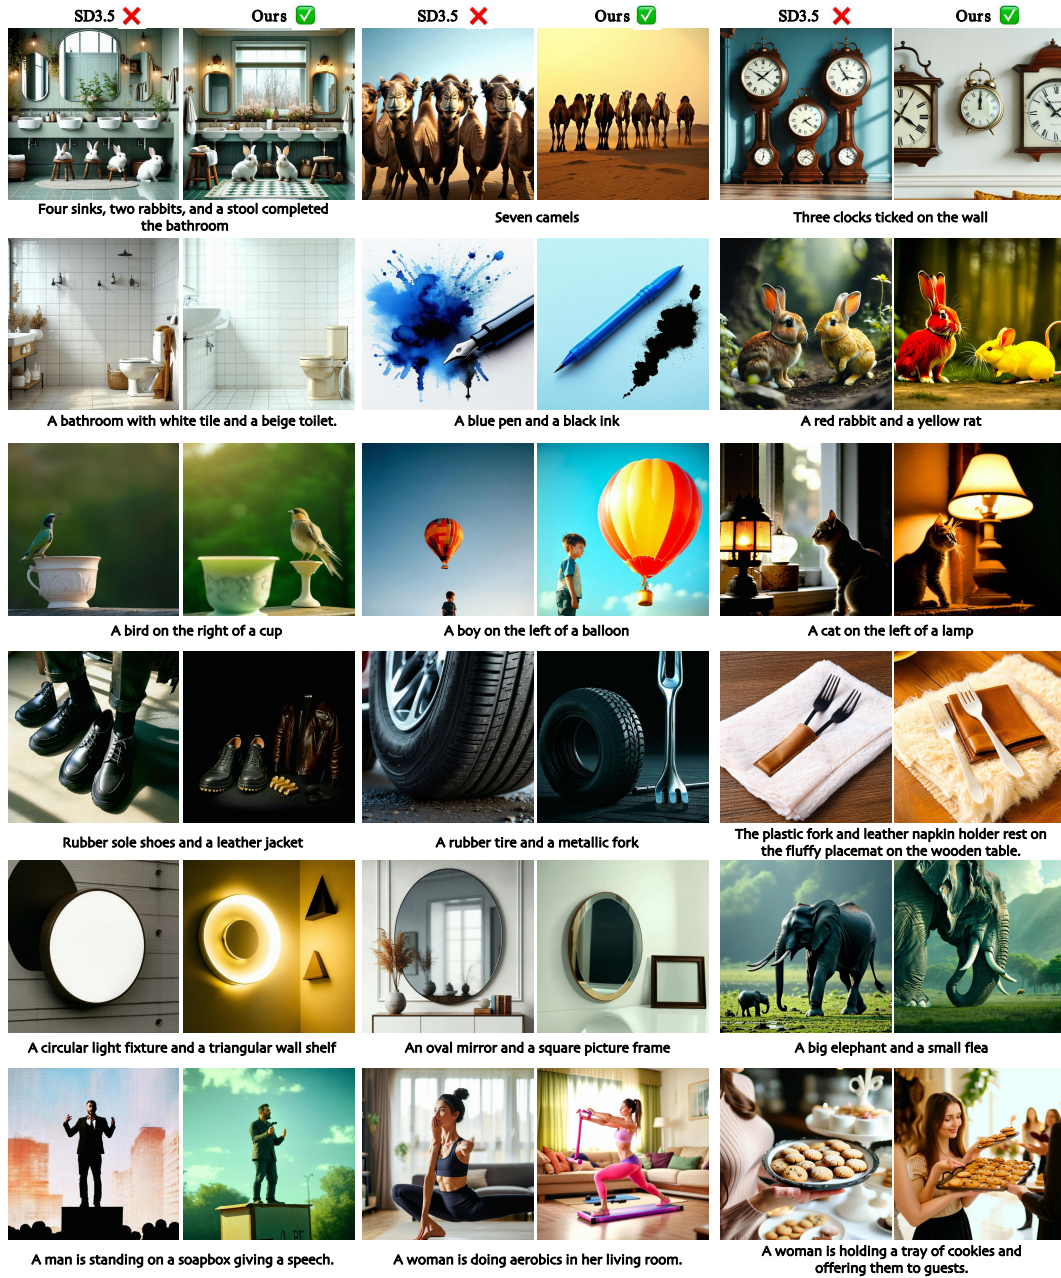 SD3.5 ❌ Ours ✅ SD3.5 ❌ Ours ✅ SD3.5 ❌ Ours ✅
Four sinks, two rabbits, and a stool completed
the bathroom
Seven camels
Three clocks ticked on the wall
A bathroom with white tile and a beige toilet.
A blue pen and a black ink
A red rabbit and a yellow rat
A bird on the right of a cup
A boy on the left of a balloon
A cat on the left of a lamp
Rubber sole shoes and a leather jacket
A rubber tire and a metallic fork
The plastic fork and leather napkin holder rest on
the fluffy placemat on the wooden table.
A circular light fixture and a triangular wall shelf
An oval mirror and a square picture frame
A big elephant and a small flea
A man is standing on a soapbox giving a speech.
A woman is doing aerobics in her living room.
A woman is holding a tray of cookies and
offering them to guests.